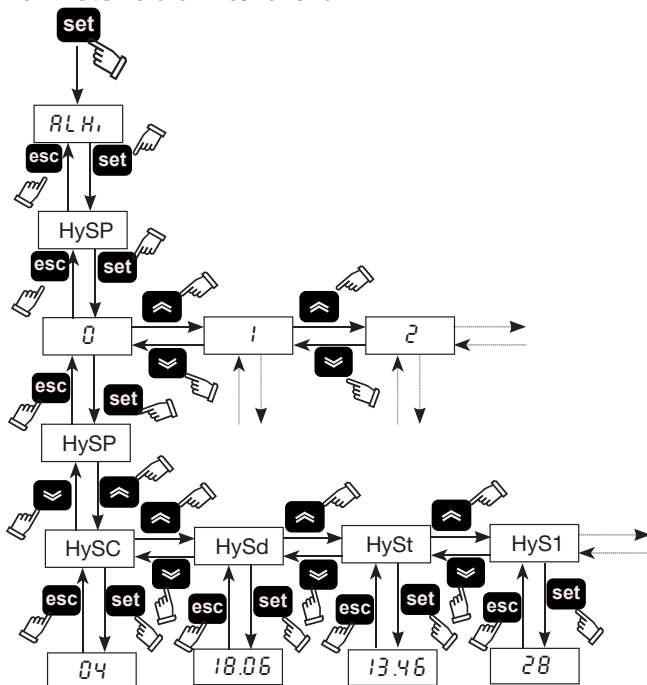 set
ALHi
esc set
HySP
esc set
0 1 2
esc set
HySP
HySC HySd HySt HyS1
esc set esc set esc set esc set
04 18.06 13.46 28